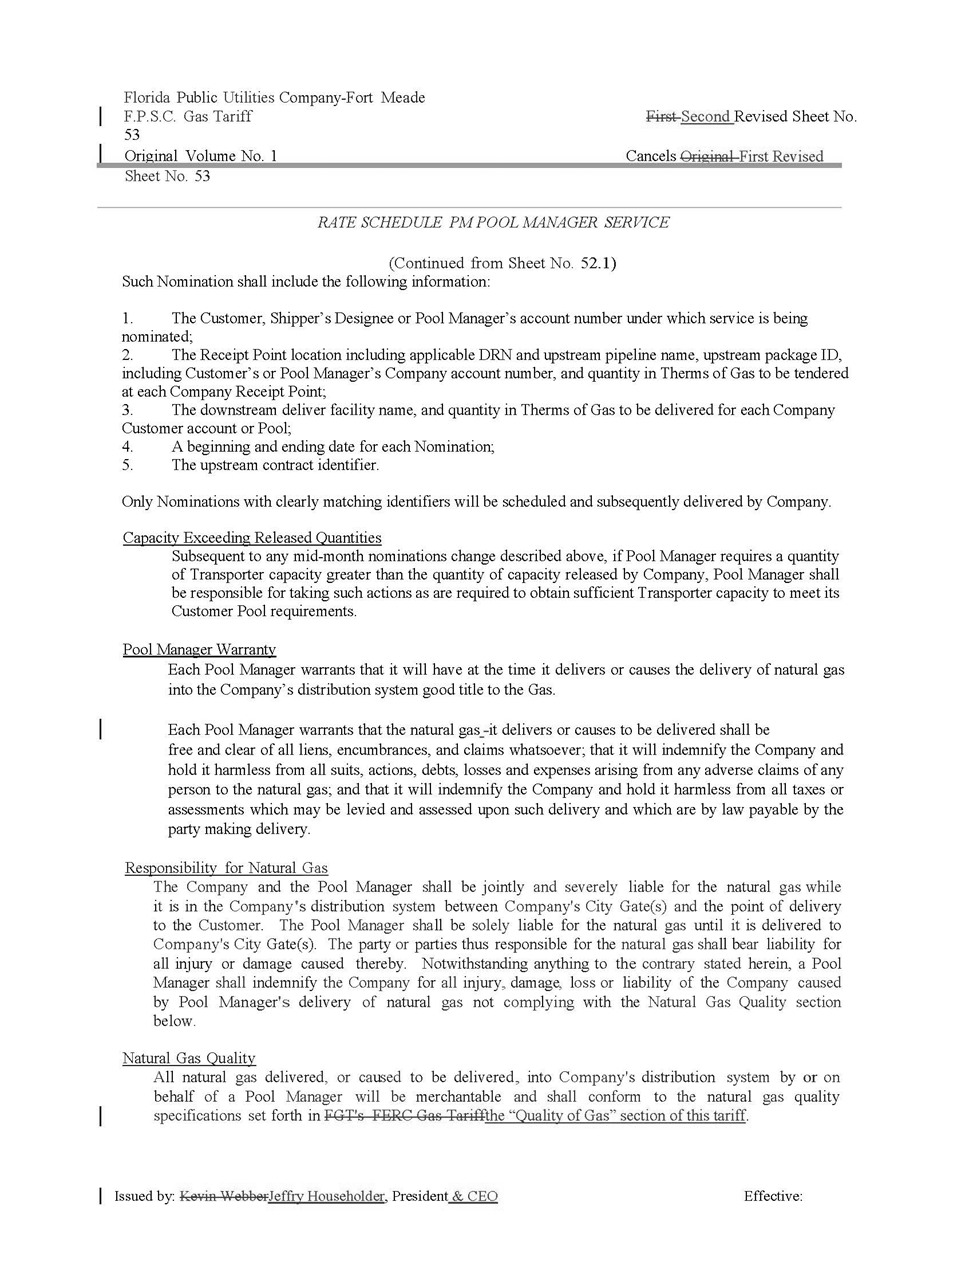 Florida Public Utilities Company-Fort Meade
F.P.S.C. Gas Tariff First Second Revised Sheet No.
53
Original Volume No. 1 Cancels Original First Revised
Sheet No. 53
RATE SCHEDULE PM POOL MANAGER SERVICE
(Continued from Sheet No. 52.1)
Such Nomination shall include the following information:
1. The Customer, Shipper’s Designee or Pool Manager’s account number under which service is being
nominated;
2. The Receipt Point location including applicable DRN and upstream pipeline name, upstream package ID,
including Customer’s or Pool Manager’s Company account number, and quantity in Therms of Gas to be tendered
at each Company Receipt Point;
3. The downstream deliver facility name, and quantity in Therms of Gas to be delivered for each Company
Customer account or Pool;
4. A beginning and ending date for each Nomination;
5. The upstream contract identifier.
Only Nominations with clearly matching identifiers will be scheduled and subsequently delivered by Company.
Capacity Exceeding Released Quantities
Subsequent to any mid-month nominations change described above, if Pool Manager requires a quantity
of Transporter capacity greater than the quantity of capacity released by Company, Pool Manager shall
be responsible for taking such actions as are required to obtain sufficient Transporter capacity to meet its
Customer Pool requirements.
Pool Manager Warranty
Each Pool Manager warrants that it will have at the time it delivers or causes the delivery of natural gas
into the Company’s distribution system good title to the Gas.
Each Pool Manager warrants that the natural gas -it delivers or causes to be delivered shall be
free and clear of all liens, encumbrances, and claims whatsoever; that it will indemnify the Company and
hold it harmless from all suits, actions, debts, losses and expenses arising from any adverse claims of any
person to the natural gas; and that it will indemnify the Company and hold it harmless from all taxes or
assessments which may be levied and assessed upon such delivery and which are by law payable by the
party making delivery.
Responsibility for Natural Gas
The Company and the Pool Manager shall be jointly and severely liable for the natural gas while
it is in the Company's distribution system between Company's City Gate(s) and the point of delivery
to the Customer. The Pool Manager shall be solely liable for the natural gas until it is delivered to
Company's City Gate(s). The party or parties thus responsible for the natural gas shall bear liability for
all injury or damage caused thereby. Notwithstanding anything to the contrary stated herein, a Pool
Manager shall indemnify the Company for all injury, damage, loss or liability of the Company caused
by Pool Manager's delivery of natural gas not complying with the Natural Gas Quality section
below.
Natural Gas Quality
All natural gas delivered, or caused to be delivered, into Company's distribution system by or on
behalf of a Pool Manager will be merchantable and shall conform to the natural gas quality
specifications set forth in FGT's FERC Gas Tariffthe “Quality of Gas” section of this tariff.
Issued by: Kevin WebberJeffry Householder, President & CEO Effective: